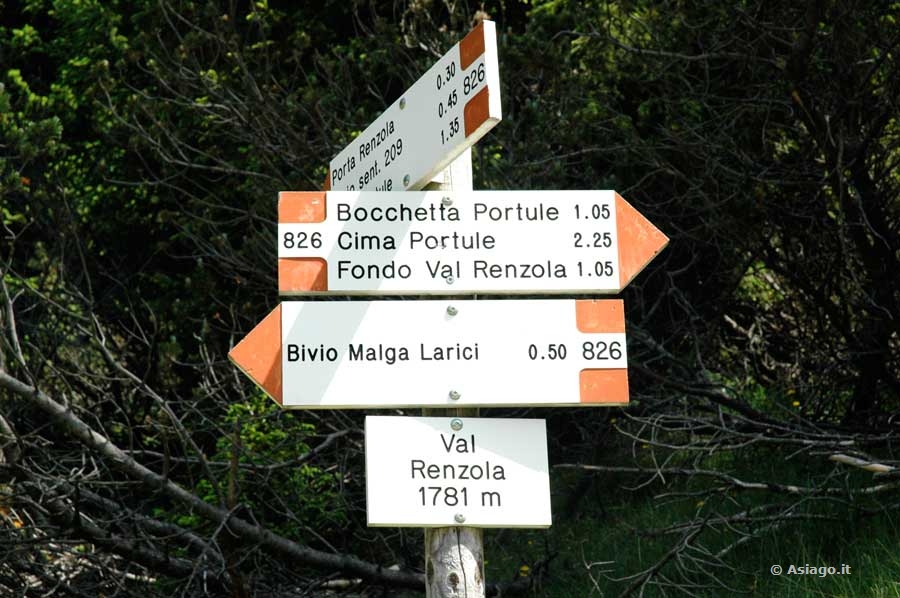 Porta Renzola 0.30
sent. 209 0.45
1.35
826
Bocchetta Portule 1.05
826 Cima Portule 2.25
Fondo Val Renzola 1.05
Bivio Malga Larici 0.50 826
Val
Renzola
1781 m
© Asiago.it